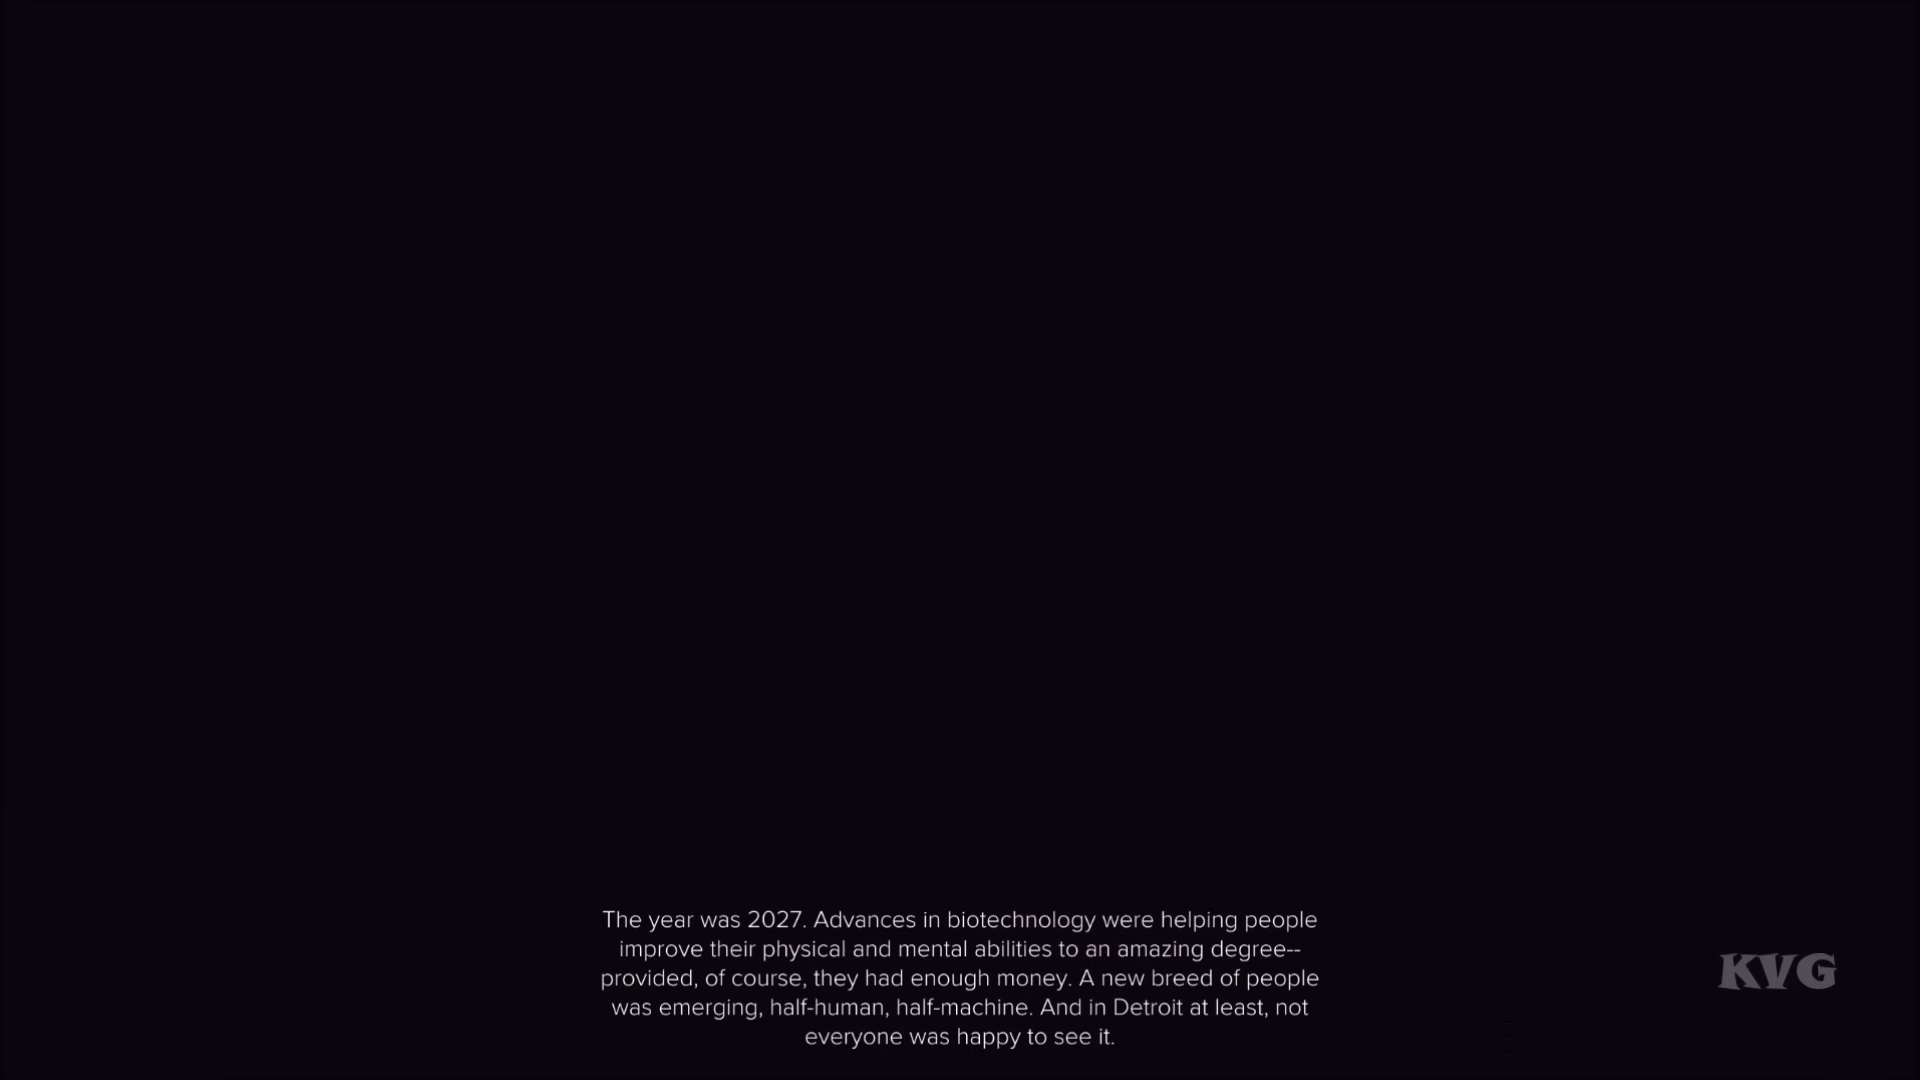 The year was 2027. Advances in biotechnology were helping people
improve their physical and mental abilities to an amazing degree--
provided, of course, they had enough money. A new breed of people
was emerging, half-human, half-machine. And in Detroit at least, not
everyone was happy to see it.
KVG